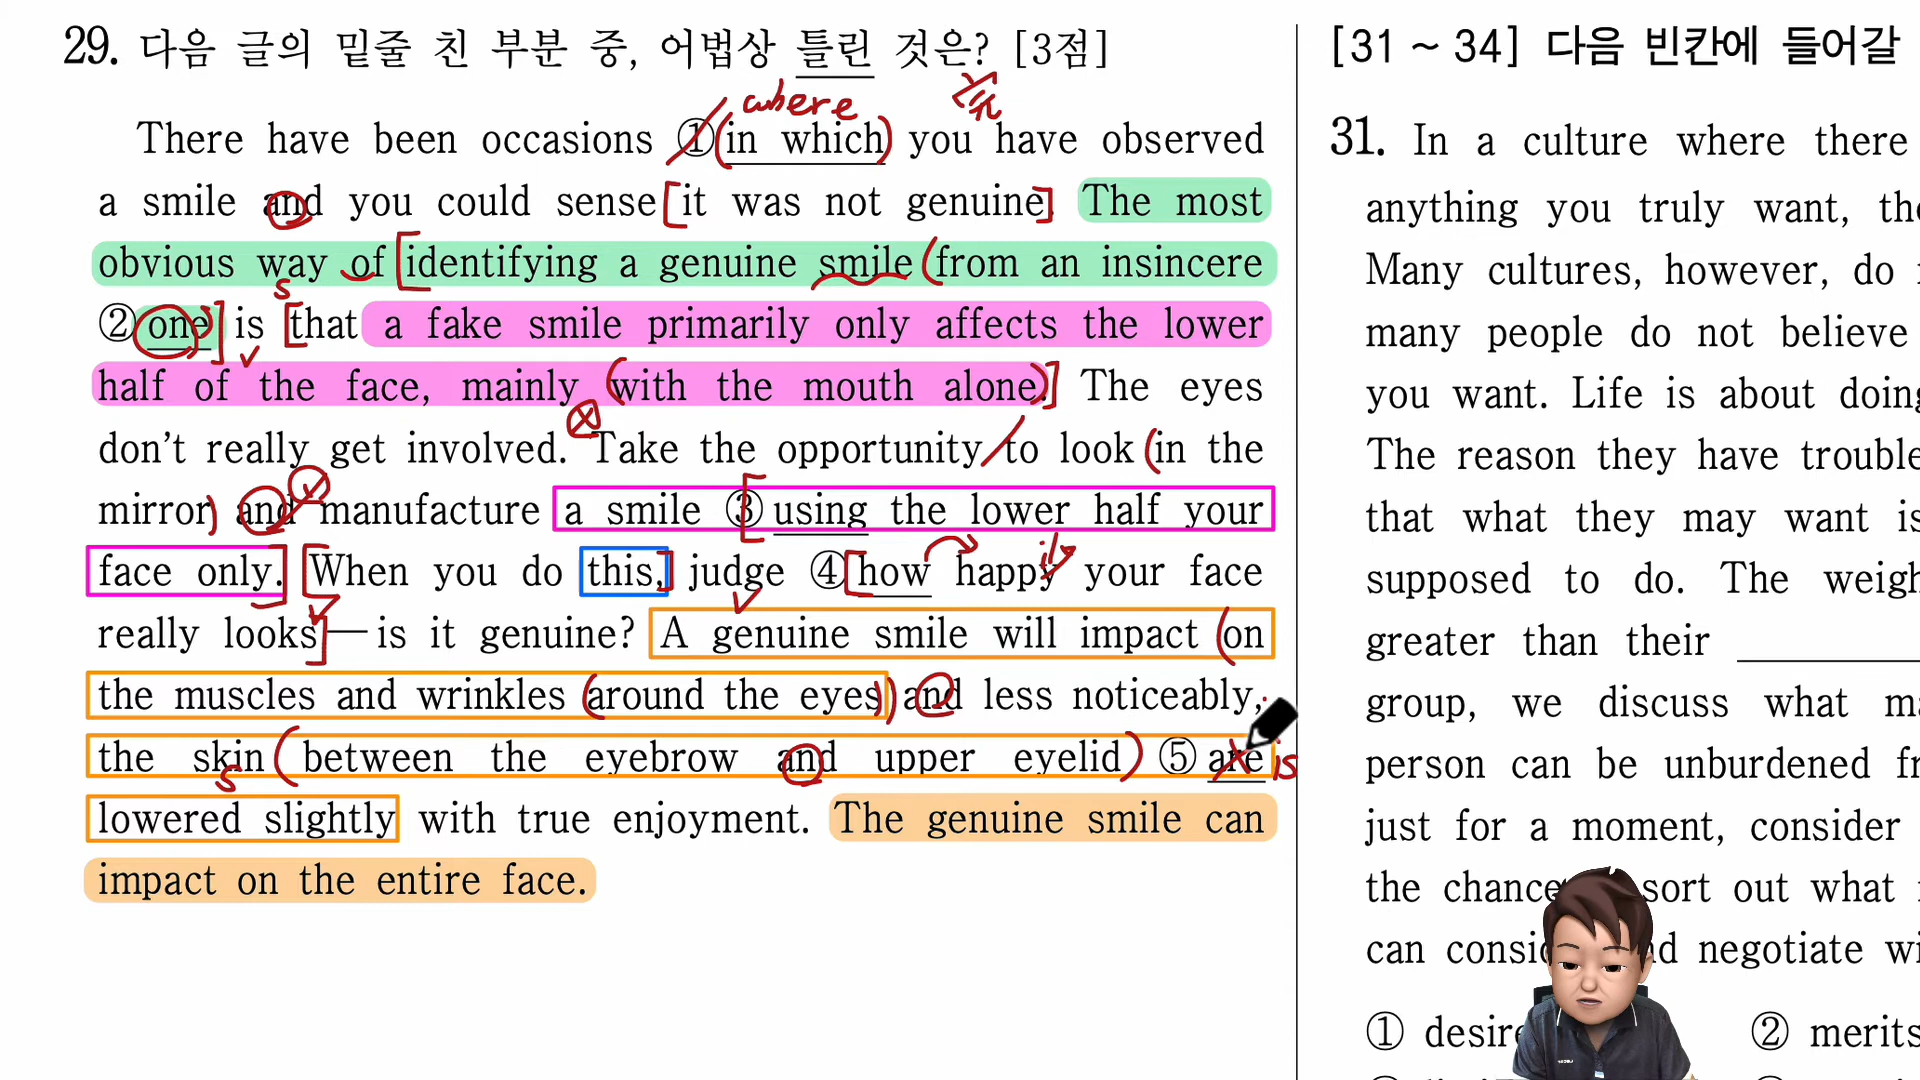 29. 다음 글의 밑줄 친 부분 중, 어법상 틀린 것은? [3점]
where
There have been occasions ① in which you have observed
a smile and you could sense it was not genuine. The most
obvious way of identifying a genuine smile from an insincere
s
② one is that a fake smile primarily only affects the lower
half of the face, mainly with the mouth alone. The eyes
don't really get involved. Take the opportunity to look in the
mirror and manufacture a smile ③ using the lower half your
ily
face only. When you do this, judge ④ how happy your face
really looks — is it genuine? A genuine smile will impact on
the muscles and wrinkles around the eyes and less noticeably,
the skin between the eyebrow and upper eyelid ⑤ are is
s
lowered slightly with true enjoyment. The genuine smile can
impact on the entire face.
[31 ~ 34] 다음 빈칸에 들어갈
31. In a culture where there
anything you truly want, the
Many cultures, however, do
many people do not believe
you want. Life is about doing
The reason they have trouble
that what they may want is
supposed to do. The weigh
greater than their
group, we discuss what ma
person can be unburdened fr
just for a moment, consider
the chance sort out what
can consid nd negotiate wi
① desire ② merits